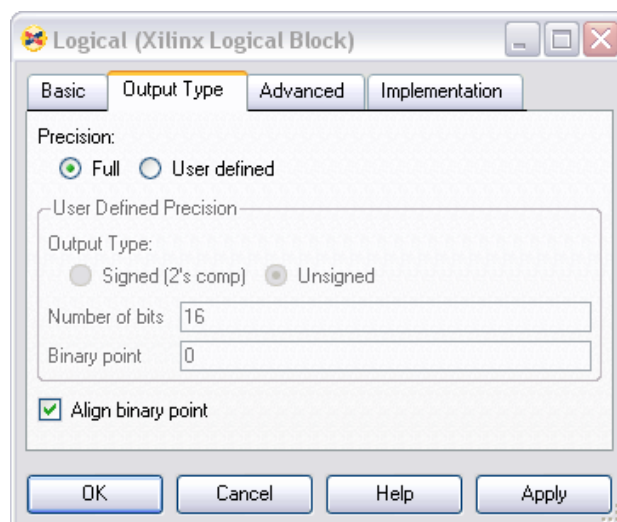 Logical (Xilinx Logical Block)
Basic Output Type Advanced Implementation
Precision:
Full User defined
User Defined Precision
Output Type:
Signed (2's comp) Unsigned
Number of bits 16
Binary point 0
Align binary point
OK Cancel Help Apply